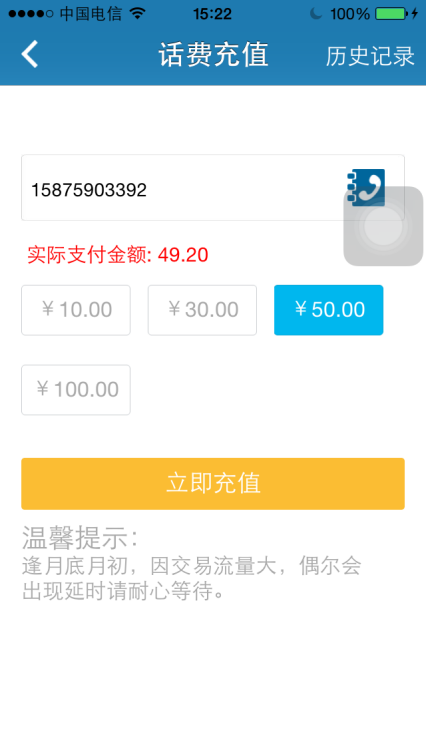 中国电信 15:22 100%
话费充值 历史记录
15875903392
实际支付金额: 49.20
￥10.00 ￥30.00 ￥50.00
￥100.00
立即充值
温馨提示：
逢月底月初，因交易流量大，偶尔会
出现延时请耐心等待。